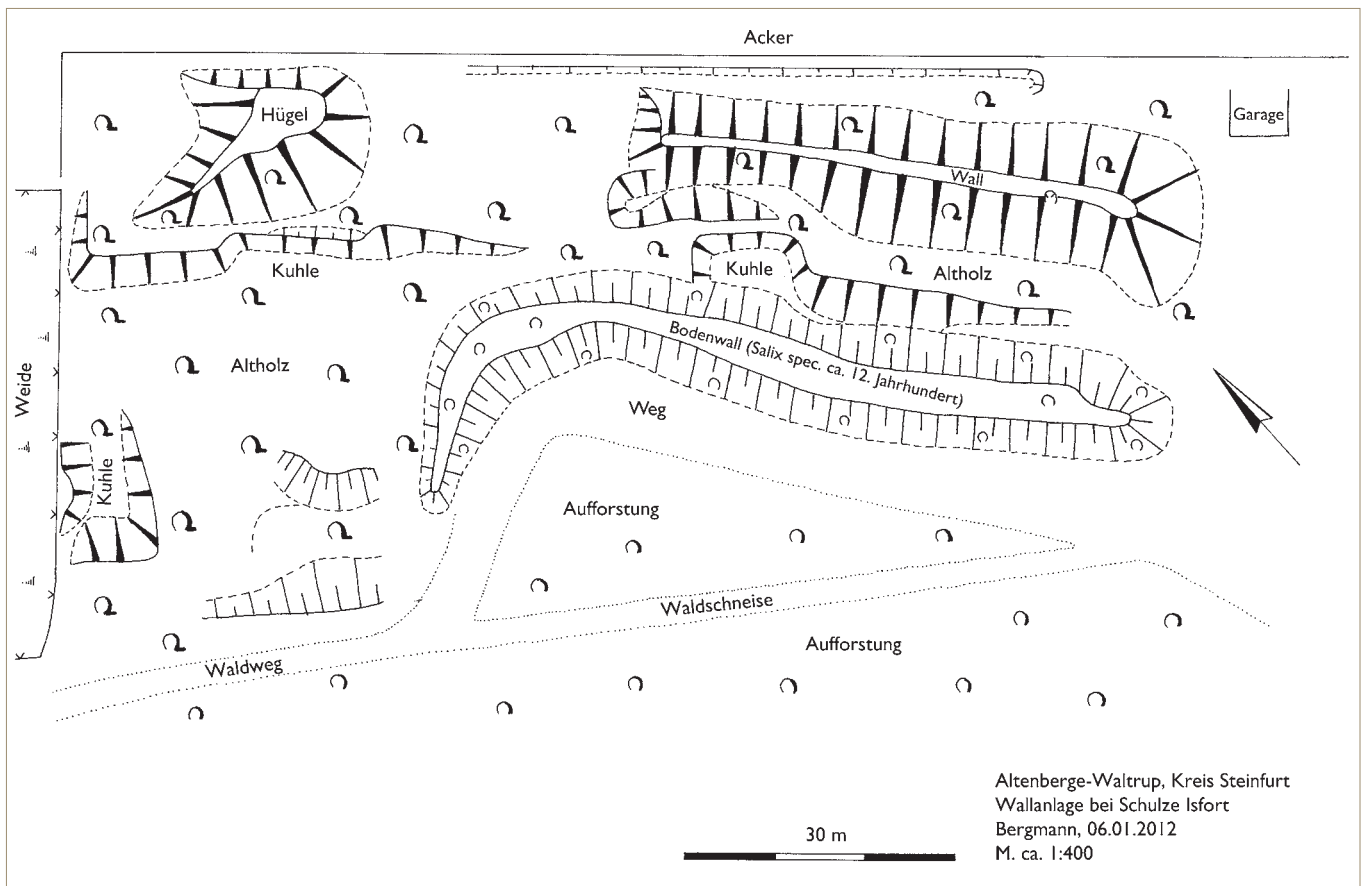 Acker
Hügel
Garage
Wall
Kuhle
Kuhle
Altholz
Bodenwall (Salix spec. ca. 12. Jahrhundert)
Altholz
Weide
Weg
Kuhle
Aufforstung
Waldschneise
Aufforstung
Waldweg
Altenberge-Waltrup, Kreis Steinfurt
Wallanlage bei Schulze Isfort
Bergmann, 06.01.2012
M. ca. 1:400
30 m